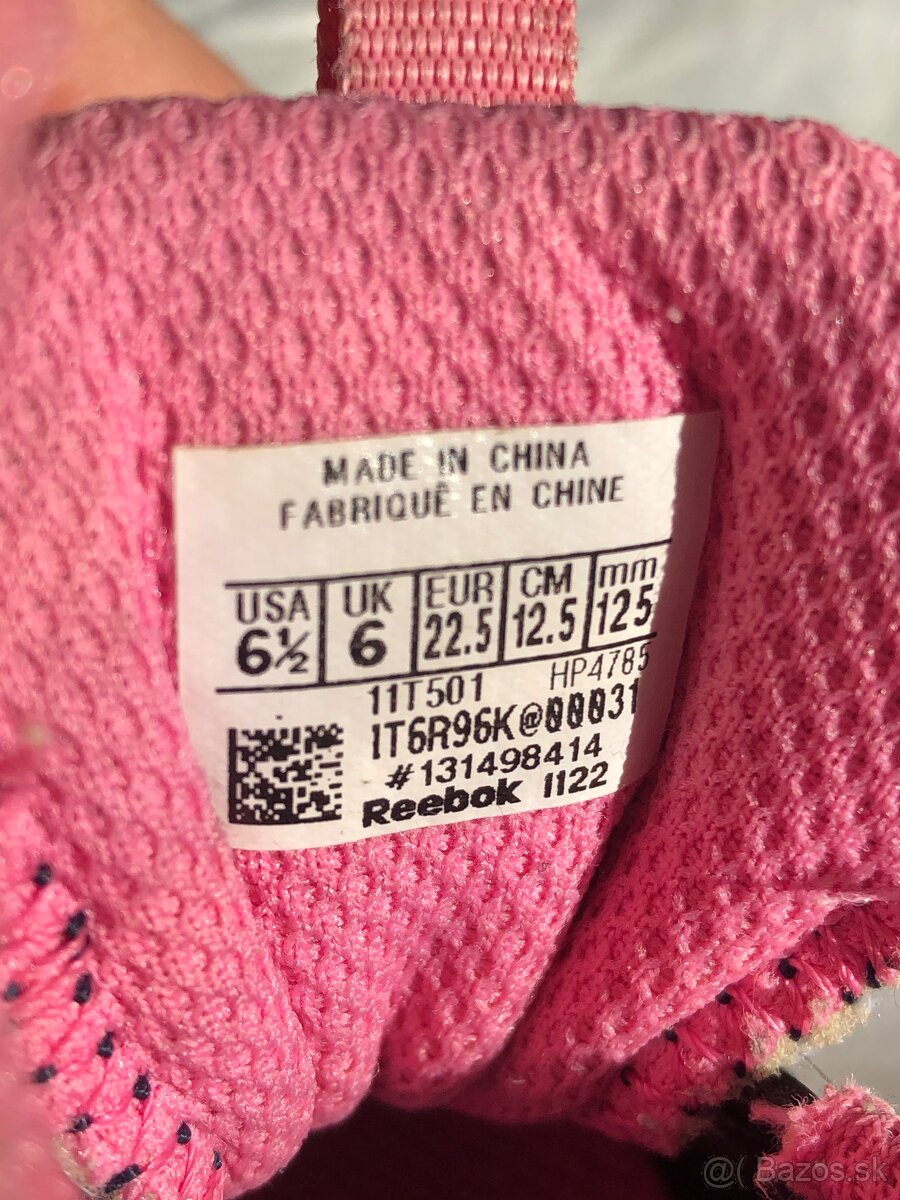 MADE IN CHINA
FABRIQUÉ EN CHINE
USA UK EUR CM mm
6½ 6 22.5 12.5 125
11T501 HP4785
1T6R96K@00031
#131498414
Reebok 1122
@( Bazos.sk